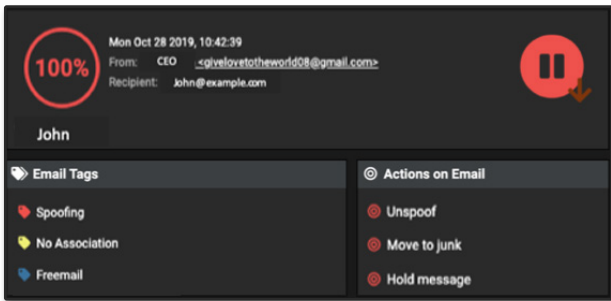 100%
Mon Oct 28 2019, 10:42:39
From: CEO <givelovetotheworld08@gmail.com>
Recipient: John@example.com
John
Email Tags
Spoofing
No Association
Freemail
Actions on Email
Unspoof
Move to junk
Hold message